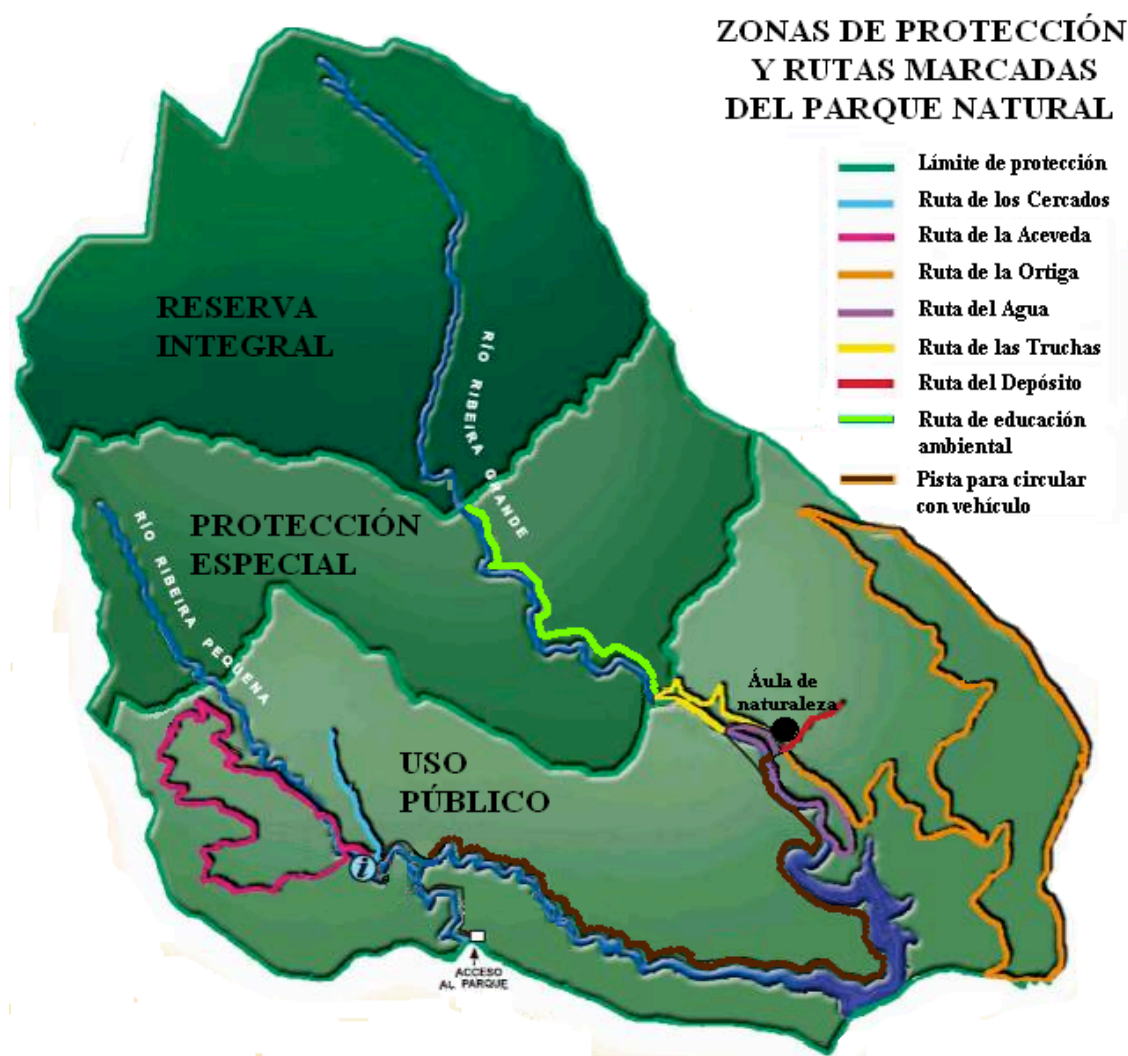 ZONAS DE PROTECCIÓN
Y RUTAS MARCADAS
DEL PARQUE NATURAL
Límite de protección
Ruta de los Cercados
Ruta de la Aceveda
Ruta de la Ortiga
Ruta del Agua
Ruta de las Truchas
Ruta del Depósito
Ruta de educación
ambiental
Pista para circular
con vehículo
RESERVA
INTEGRAL
RÍO RIBEIRA GRANDE
PROTECCIÓN
ESPECIAL
RÍO RIBEIRA PEQUEÑA
Áula de
naturaleza
USO
PÚBLICO
i
ACCESO
AL PARQUE